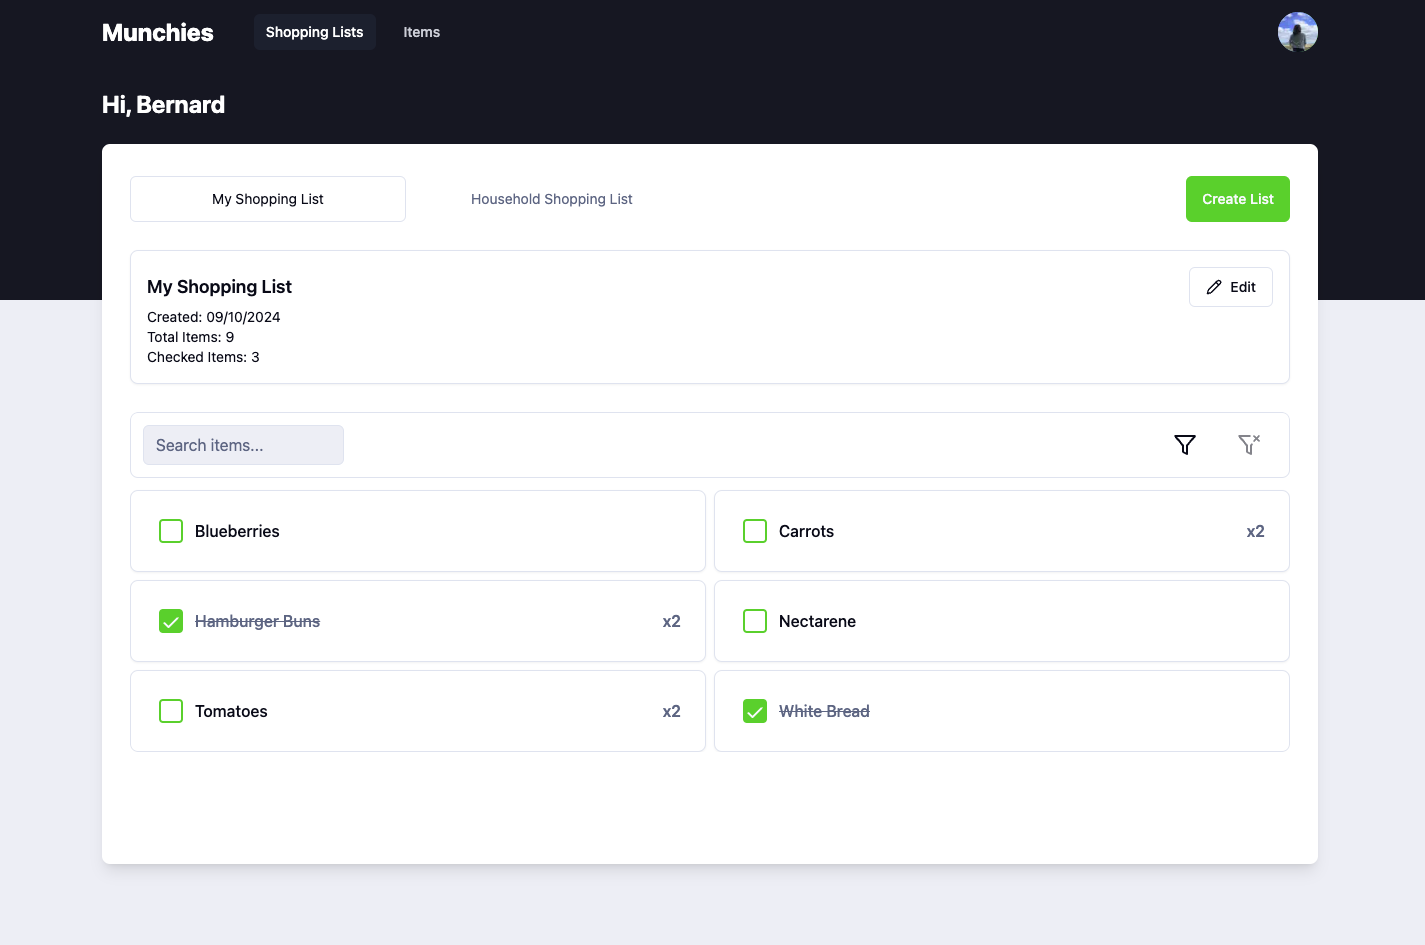 Munchies
Shopping Lists
Items
Hi, Bernard
My Shopping List
Household Shopping List
Create List
My Shopping List
Edit
Created: 09/10/2024
Total Items: 9
Checked Items: 3
Search items...
Blueberries
Carrots x2
Hamburger Buns x2
Nectarene
Tomatoes x2
White Bread